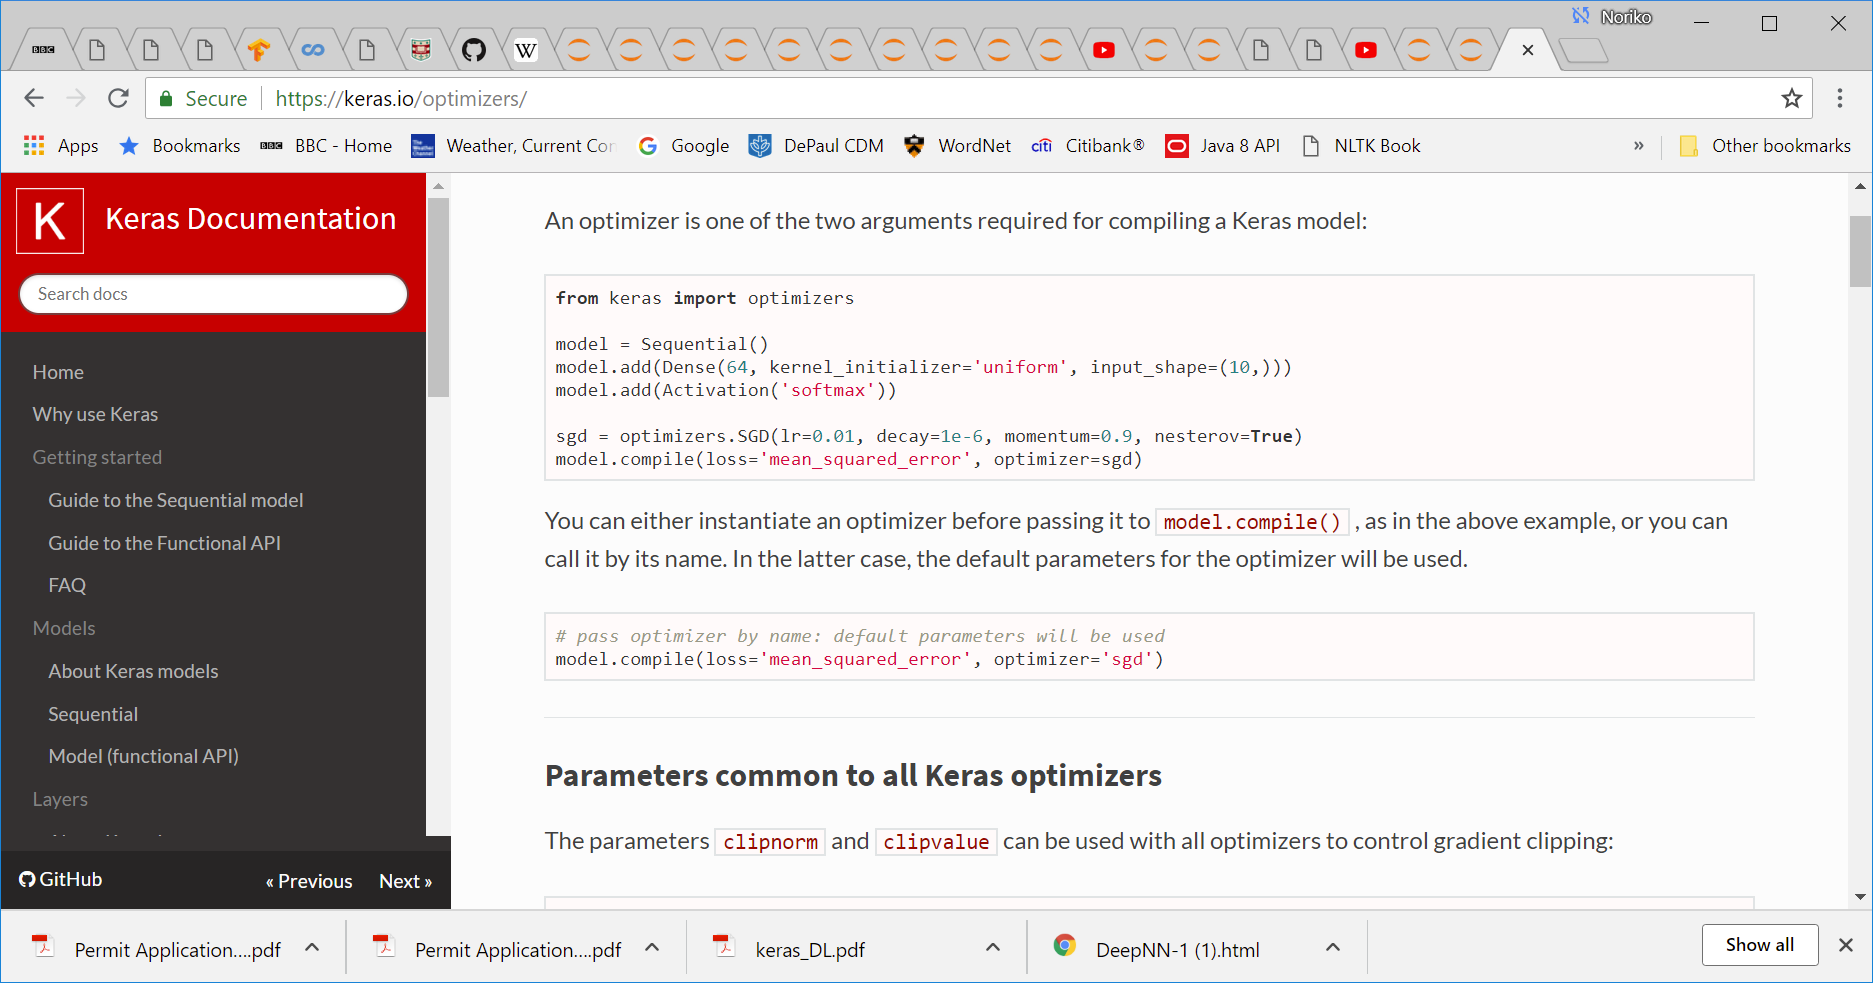 Noriko
BBC
W
Secure
https://keras.io/optimizers/
Apps
Bookmarks
BBC
BBC - Home
The Weather Channel
Weather, Current Con
G
Google
DePaul CDM
WordNet
citi
Citibank®
Java 8 API
NLTK Book
»
Other bookmarks
K
Keras Documentation
Search docs
Home
Why use Keras
Getting started
Guide to the Sequential model
Guide to the Functional API
FAQ
Models
About Keras models
Sequential
Model (functional API)
Layers
GitHub
« Previous
Next »
An optimizer is one of the two arguments required for compiling a Keras model:
from keras import optimizers
model = Sequential()
model.add(Dense(64, kernel_initializer='uniform', input_shape=(10,)))
model.add(Activation('softmax'))
sgd = optimizers.SGD(lr=0.01, decay=1e-6, momentum=0.9, nesterov=True)
model.compile(loss='mean_squared_error', optimizer=sgd)
You can either instantiate an optimizer before passing it to model.compile() , as in the above example, or you can
call it by its name. In the latter case, the default parameters for the optimizer will be used.
# pass optimizer by name: default parameters will be used
model.compile(loss='mean_squared_error', optimizer='sgd')
Parameters common to all Keras optimizers
The parameters clipnorm and clipvalue can be used with all optimizers to control gradient clipping:
Permit Application....pdf
Permit Application....pdf
keras_DL.pdf
DeepNN-1 (1).html
Show all